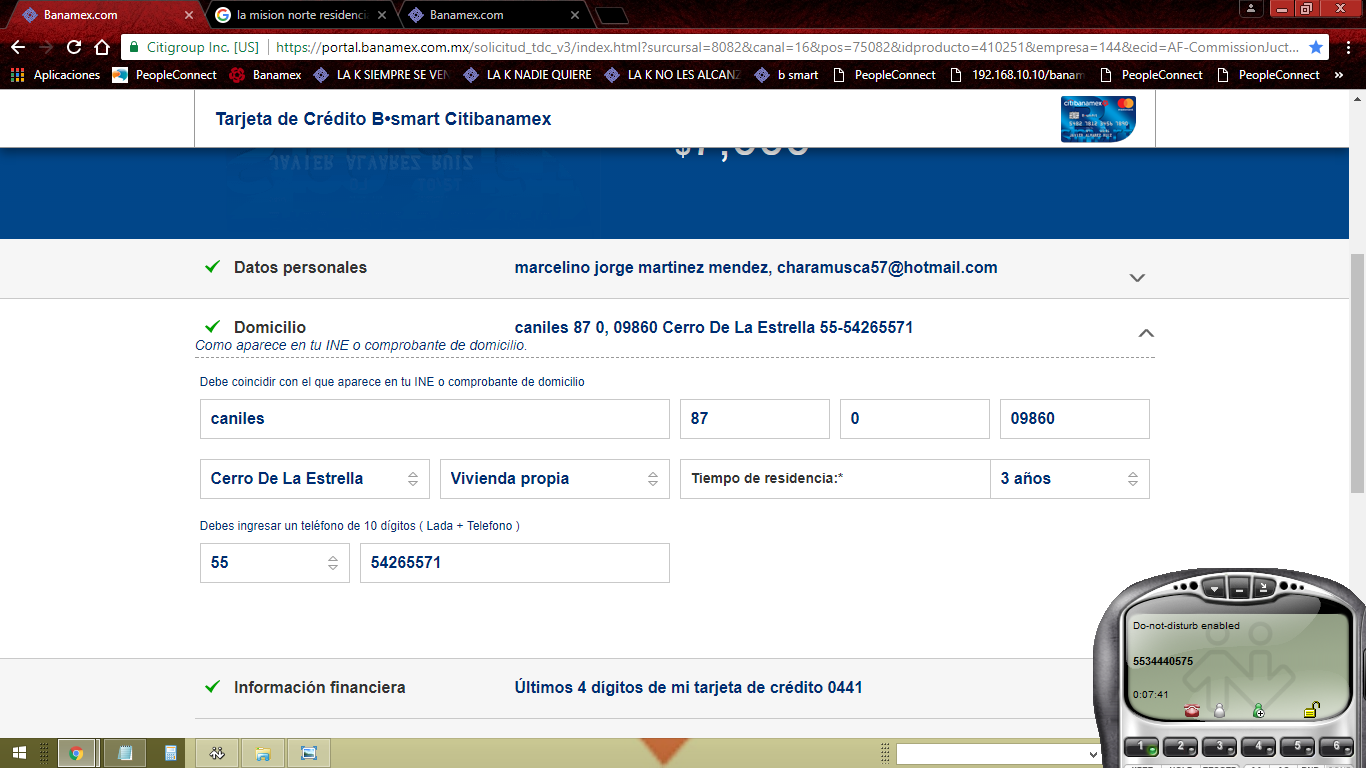 Banamex.com
la mision norte residenci
Banamex.com
Citigroup Inc. [US]
https://portal.banamex.com.mx/solicitud_tdc_v3/index.html?surcursal=8082&canal=16&pos=75082&idproducto=410251&empresa=144&ecid=AF-CommissionJuct...
Aplicaciones PeopleConnect Banamex LA K SIEMPRE SE VEN LA K NADIE QUIERE LA K NO LES ALCANZ b smart PeopleConnect 192.168.10.10/banam PeopleConnect PeopleConnect »
Tarjeta de Crédito B•smart Citibanamex
citibanamex
JAVIER ALVAREZ RUIZ
Datos personales
marcelino jorge martinez mendez, charamusca57@hotmail.com
Domicilio
caniles 87 0, 09860 Cerro De La Estrella 55-54265571
Como aparece en tu INE o comprobante de domicilio.
Debe coincidir con el que aparece en tu INE o comprobante de domicilio
caniles 87 0 09860
Cerro De La Estrella Vivienda propia Tiempo de residencia:* 3 años
Debes ingresar un teléfono de 10 dígitos ( Lada + Telefono )
55 54265571
Información financiera
Últimos 4 dígitos de mi tarjeta de crédito 0441
Do-not-disturb enabled
5534440575
0:07:41
1 2 3 4 5 6